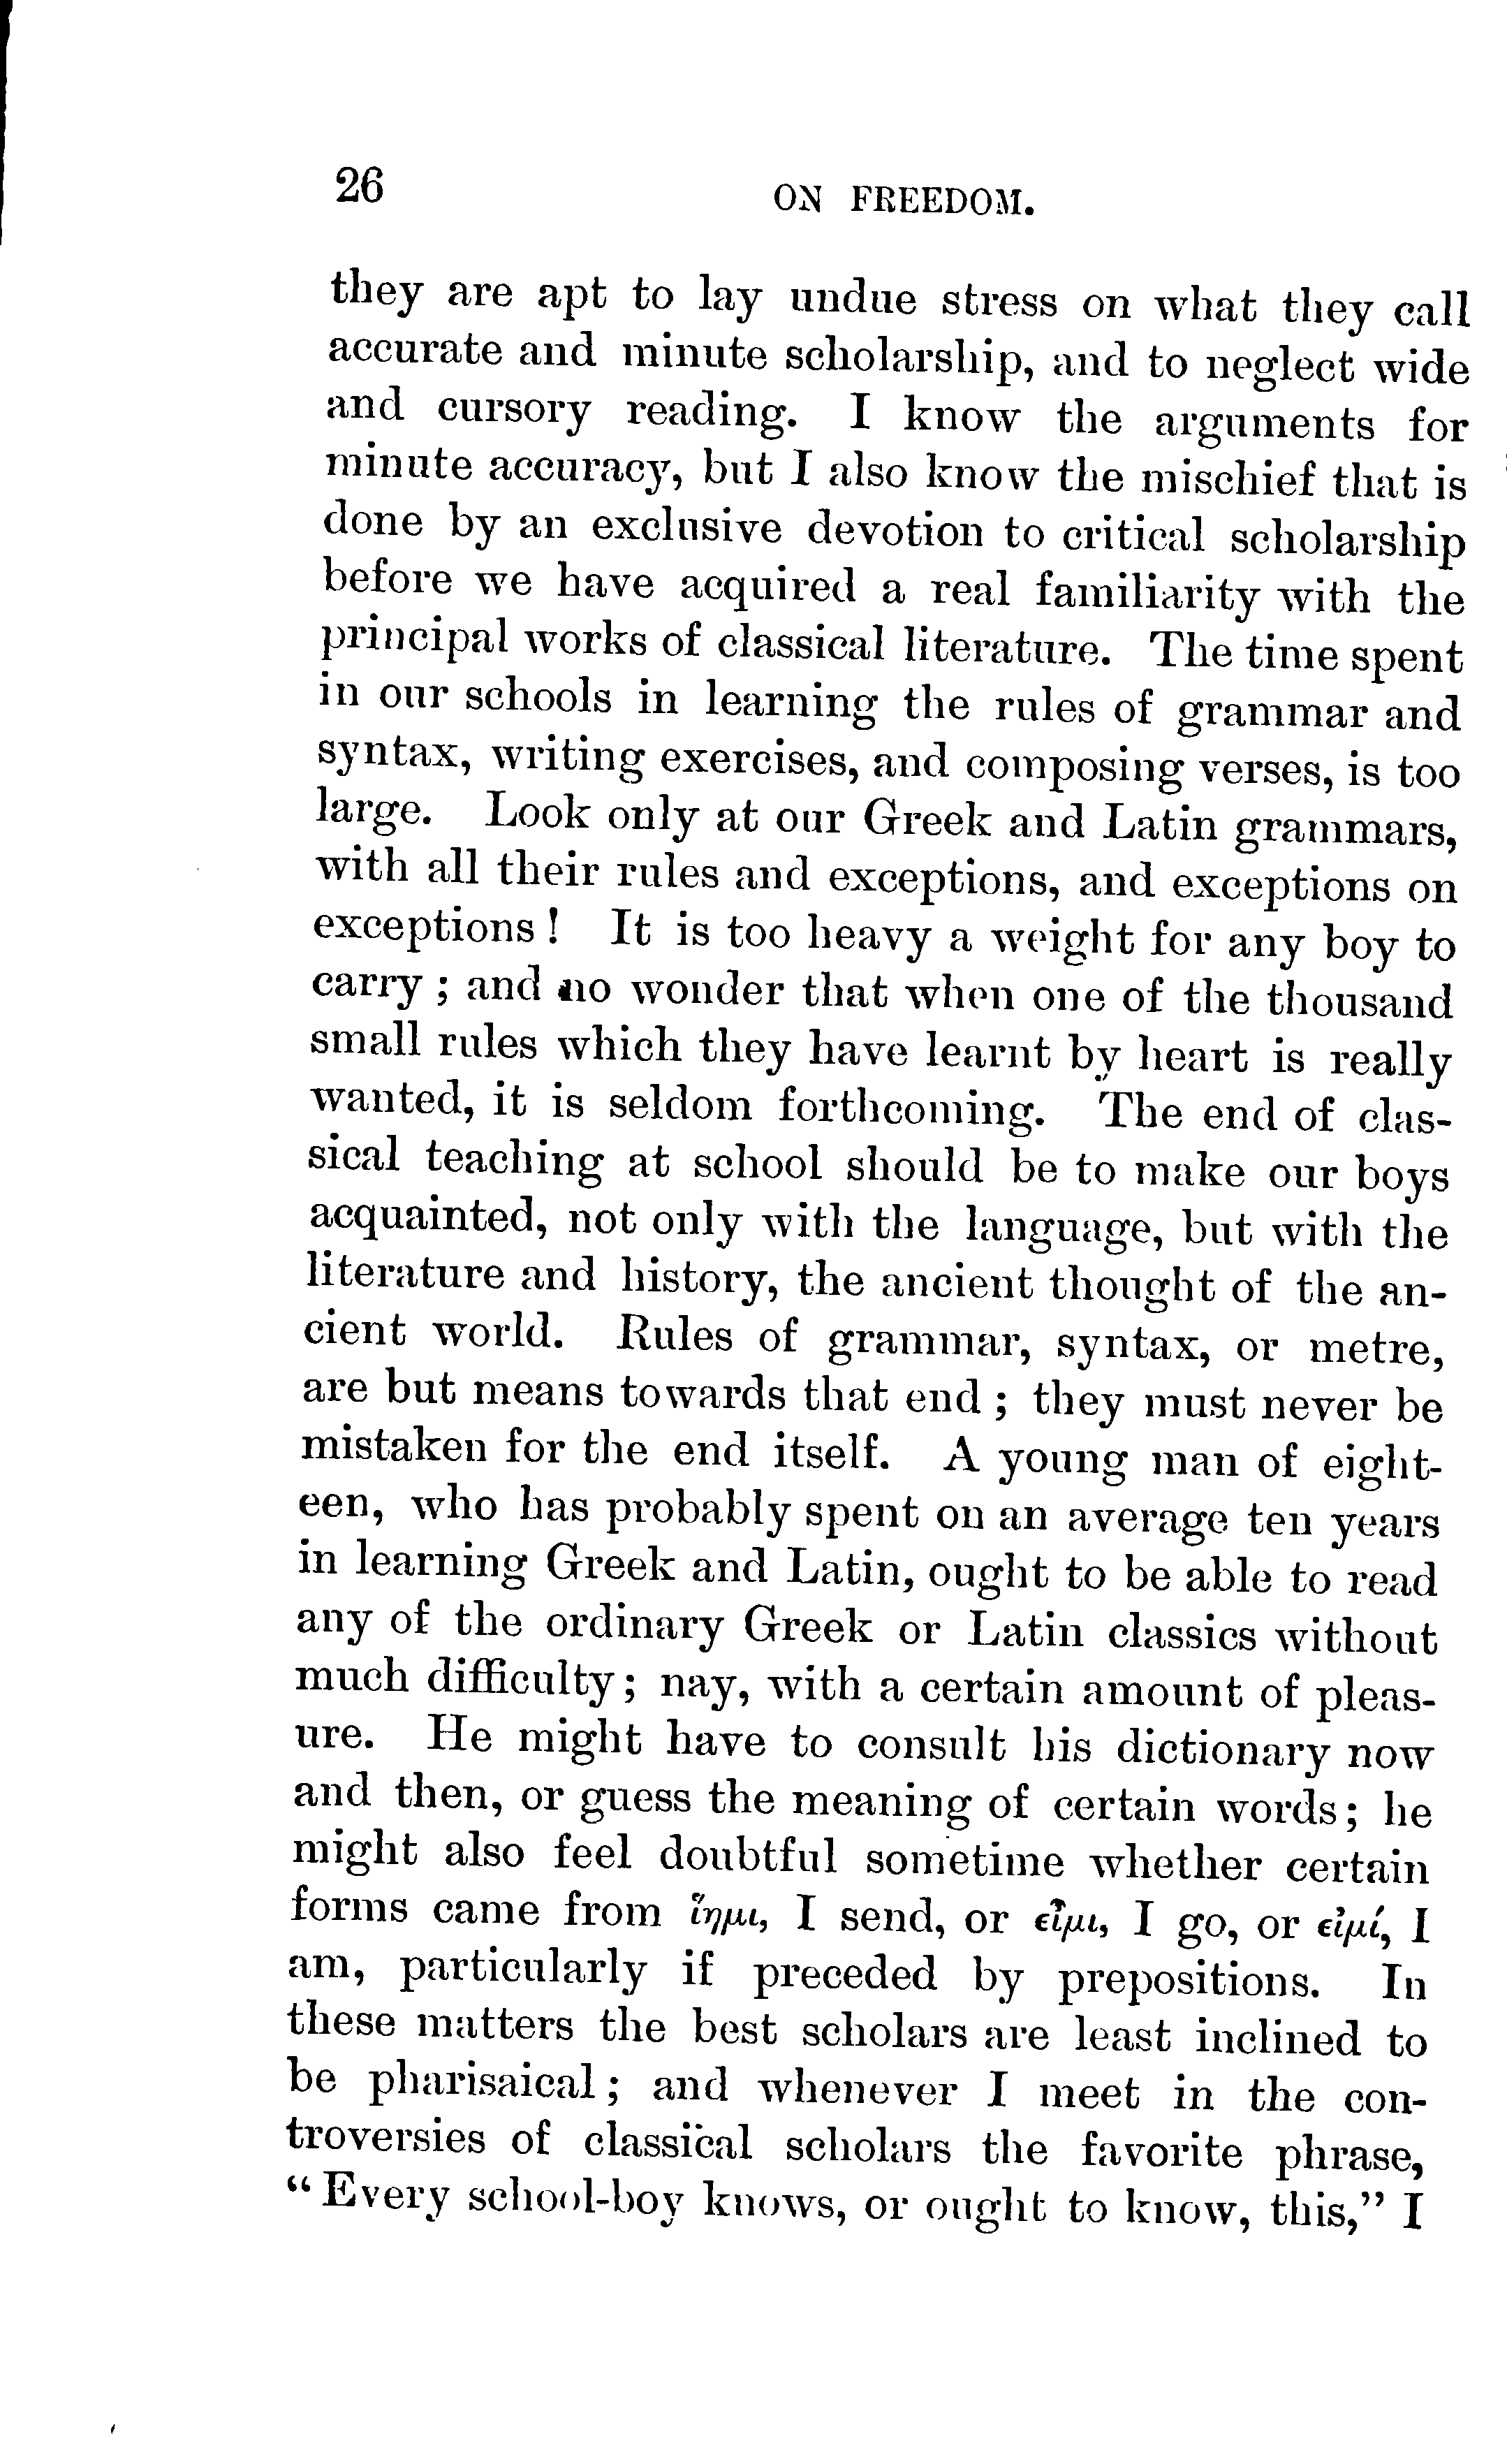 26
ON FREEDOM.
they are apt to lay undue stress on what they call
accurate and minute scholarship, and to neglect wide
and cursory reading. I know the arguments for
minute accuracy, but I also know the mischief that is
done by an exclusive devotion to critical scholarship
before we have acquired a real familiarity with the
principal works of classical literature. The time spent
in our schools in learning the rules of grammar and
syntax, writing exercises, and composing verses, is too
large. Look only at our Greek and Latin grammars,
with all their rules and exceptions, and exceptions on
exceptions ! It is too heavy a weight for any boy to
carry ; and no wonder that when one of the thousand
small rules which they have learnt by heart is really
wanted, it is seldom forthcoming. The end of clas-
sical teaching at school should be to make our boys
acquainted, not only with the language, but with the
literature and history, the ancient thought of the an-
cient world. Rules of grammar, syntax, or metre,
are but means towards that end ; they must never be
mistaken for the end itself. A young man of eight-
een, who has probably spent on an average ten years
in learning Greek and Latin, ought to be able to read
any of the ordinary Greek or Latin classics without
much difficulty ; nay, with a certain amount of pleas-
ure. He might have to consult his dictionary now
and then, or guess the meaning of certain words ; he
might also feel doubtful sometime whether certain
forms came from ἵημι, I send, or εἶμι, I go, or εἰμί, I
am, particularly if preceded by prepositions. In
these matters the best scholars are least inclined to
be pharisaical ; and whenever I meet in the con-
troversies of classical scholars the favorite phrase,
“Every school-boy knows, or ought to know, this,” I